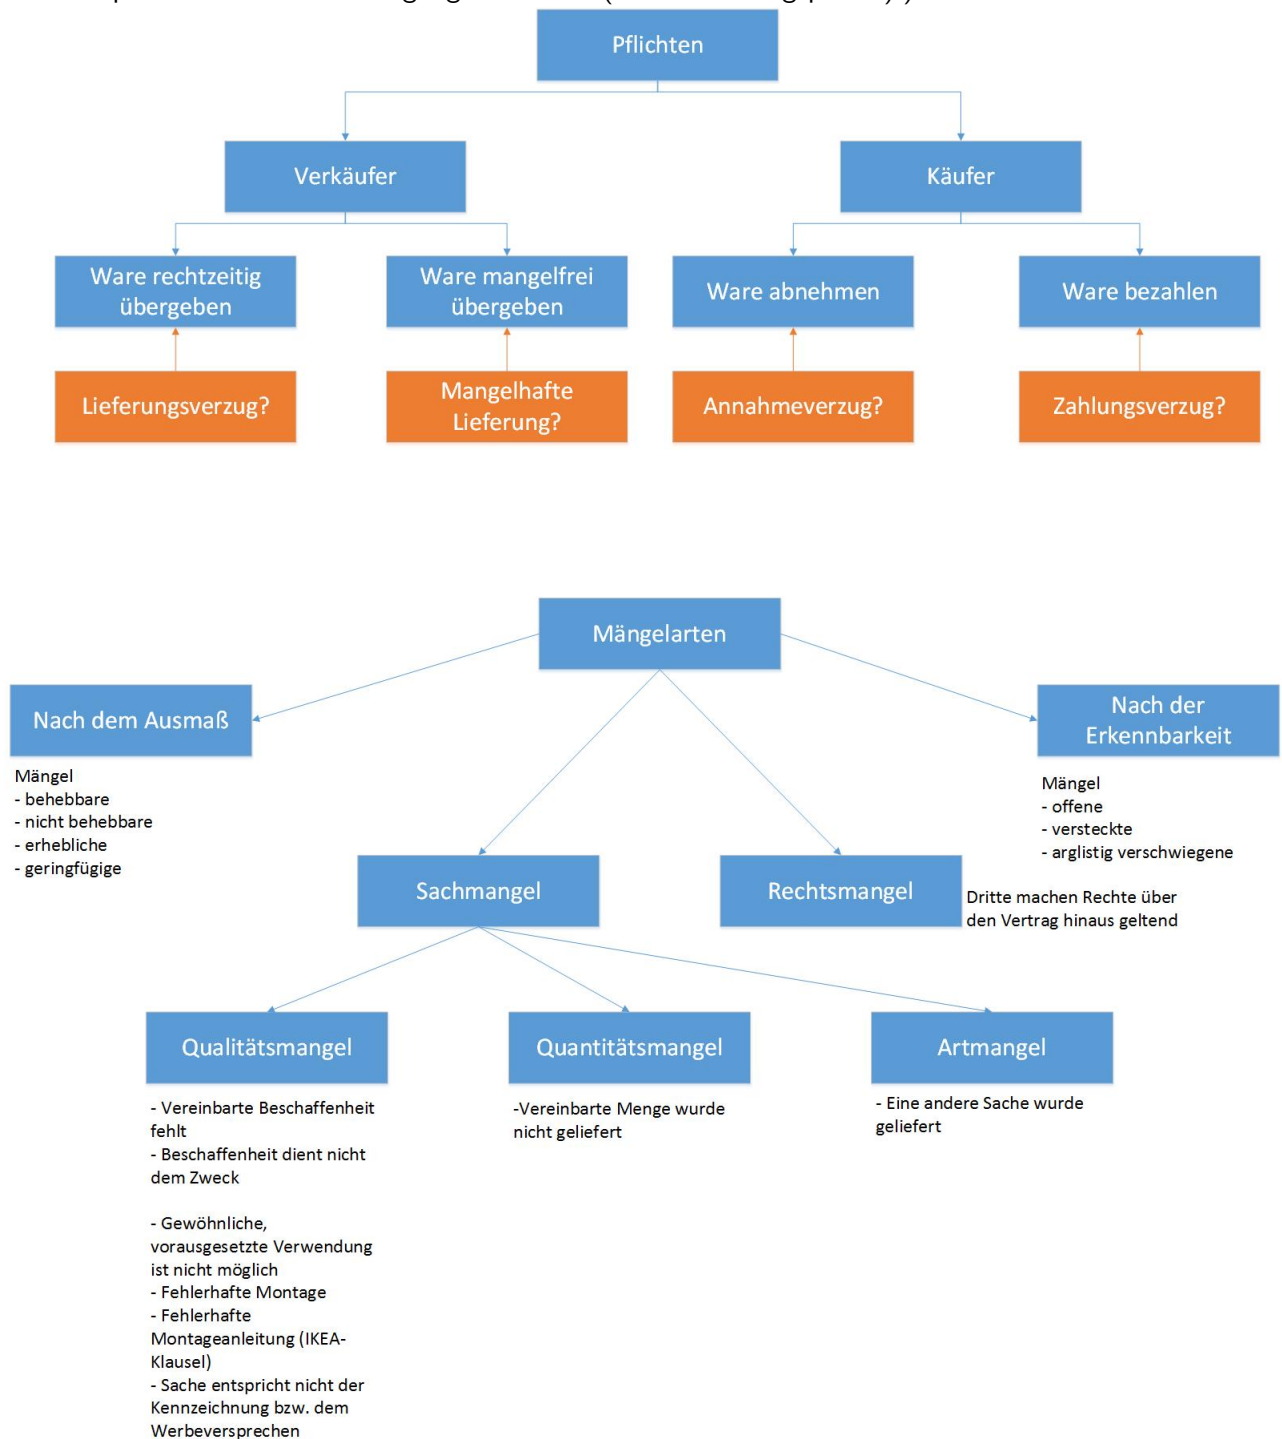 Pflichten
Verkäufer
Käufer
Ware rechtzeitig
übergeben
Ware mangelfrei
übergeben
Ware abnehmen
Ware bezahlen
Lieferungsverzug?
Mangelhafte
Lieferung?
Annahmeverzug?
Zahlungsverzug?
Mängelarten
Nach dem Ausmaß
Mängel
- behebbare
- nicht behebbare
- erhebliche
- geringfügige
Nach der
Erkennbarkeit
Mängel
- offene
- versteckte
- arglistig verschwiegene
Sachmangel
Rechtsmangel
Dritte machen Rechte über
den Vertrag hinaus geltend
Qualitätsmangel
- Vereinbarte Beschaffenheit
fehlt
- Beschaffenheit dient nicht
dem Zweck
- Gewöhnliche,
vorausgesetzte Verwendung
ist nicht möglich
- Fehlerhafte Montage
- Fehlerhafte
Montageanleitung (IKEA-
Klausel)
- Sache entspricht nicht der
Kennzeichnung bzw. dem
Werbeversprechen
Quantitätsmangel
-Vereinbarte Menge wurde
nicht geliefert
Artmangel
- Eine andere Sache wurde
geliefert